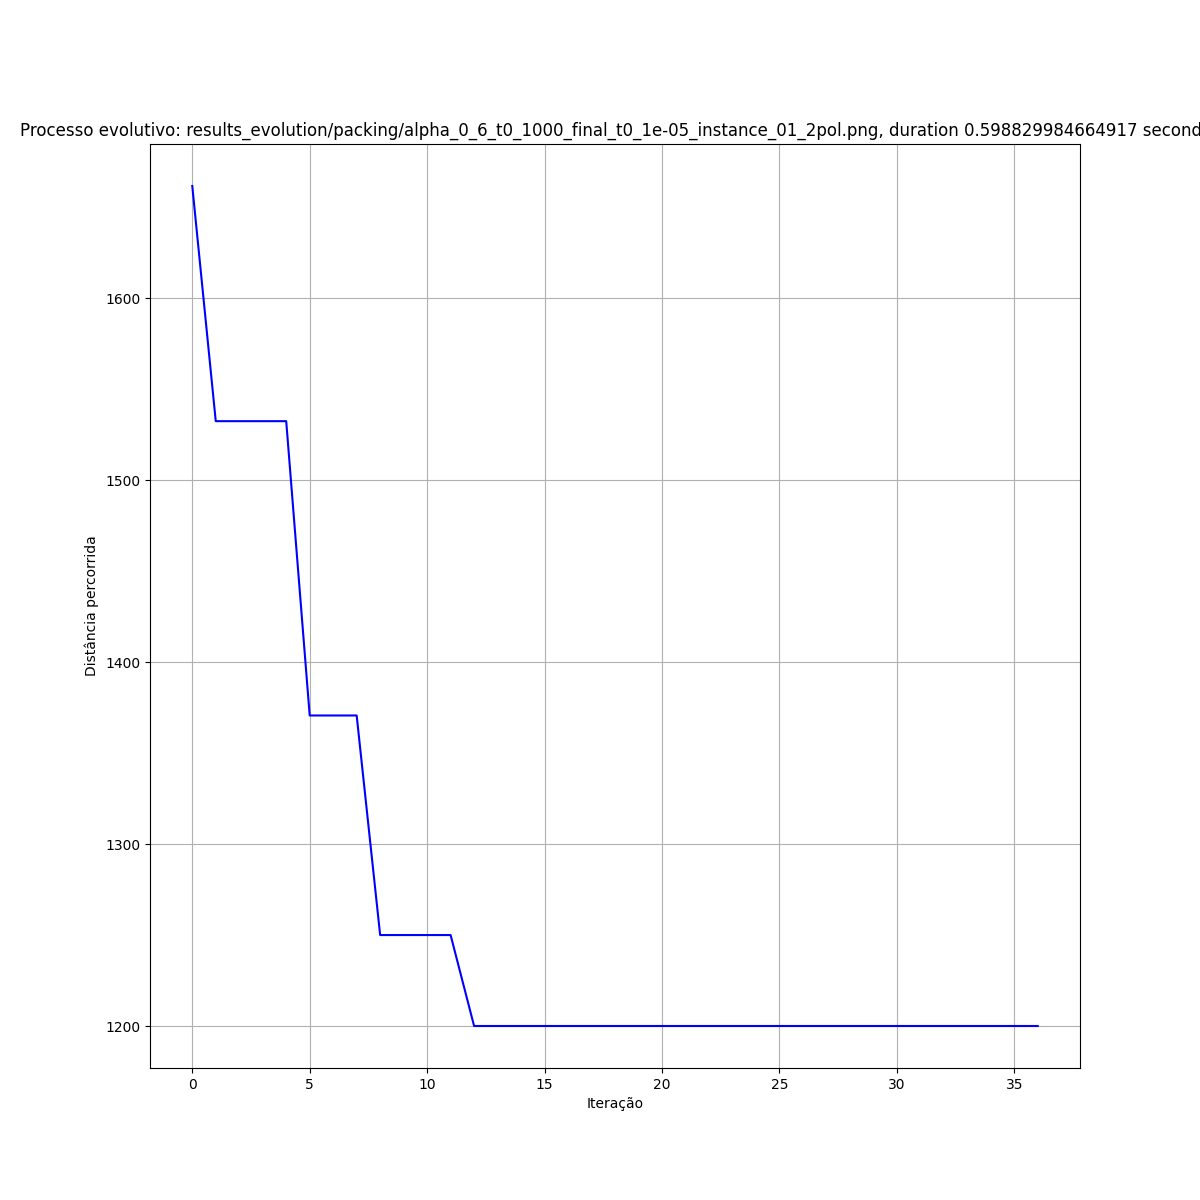 Processo evolutivo: results_evolution/packing/alpha_0_6_t0_1000_final_t0_1e-05_instance_01_2pol.png, duration 0.598829984664917 second
1600
1500
1400
1300
1200
Distância percorrida
0 5 10 15 20 25 30 35
Iteração